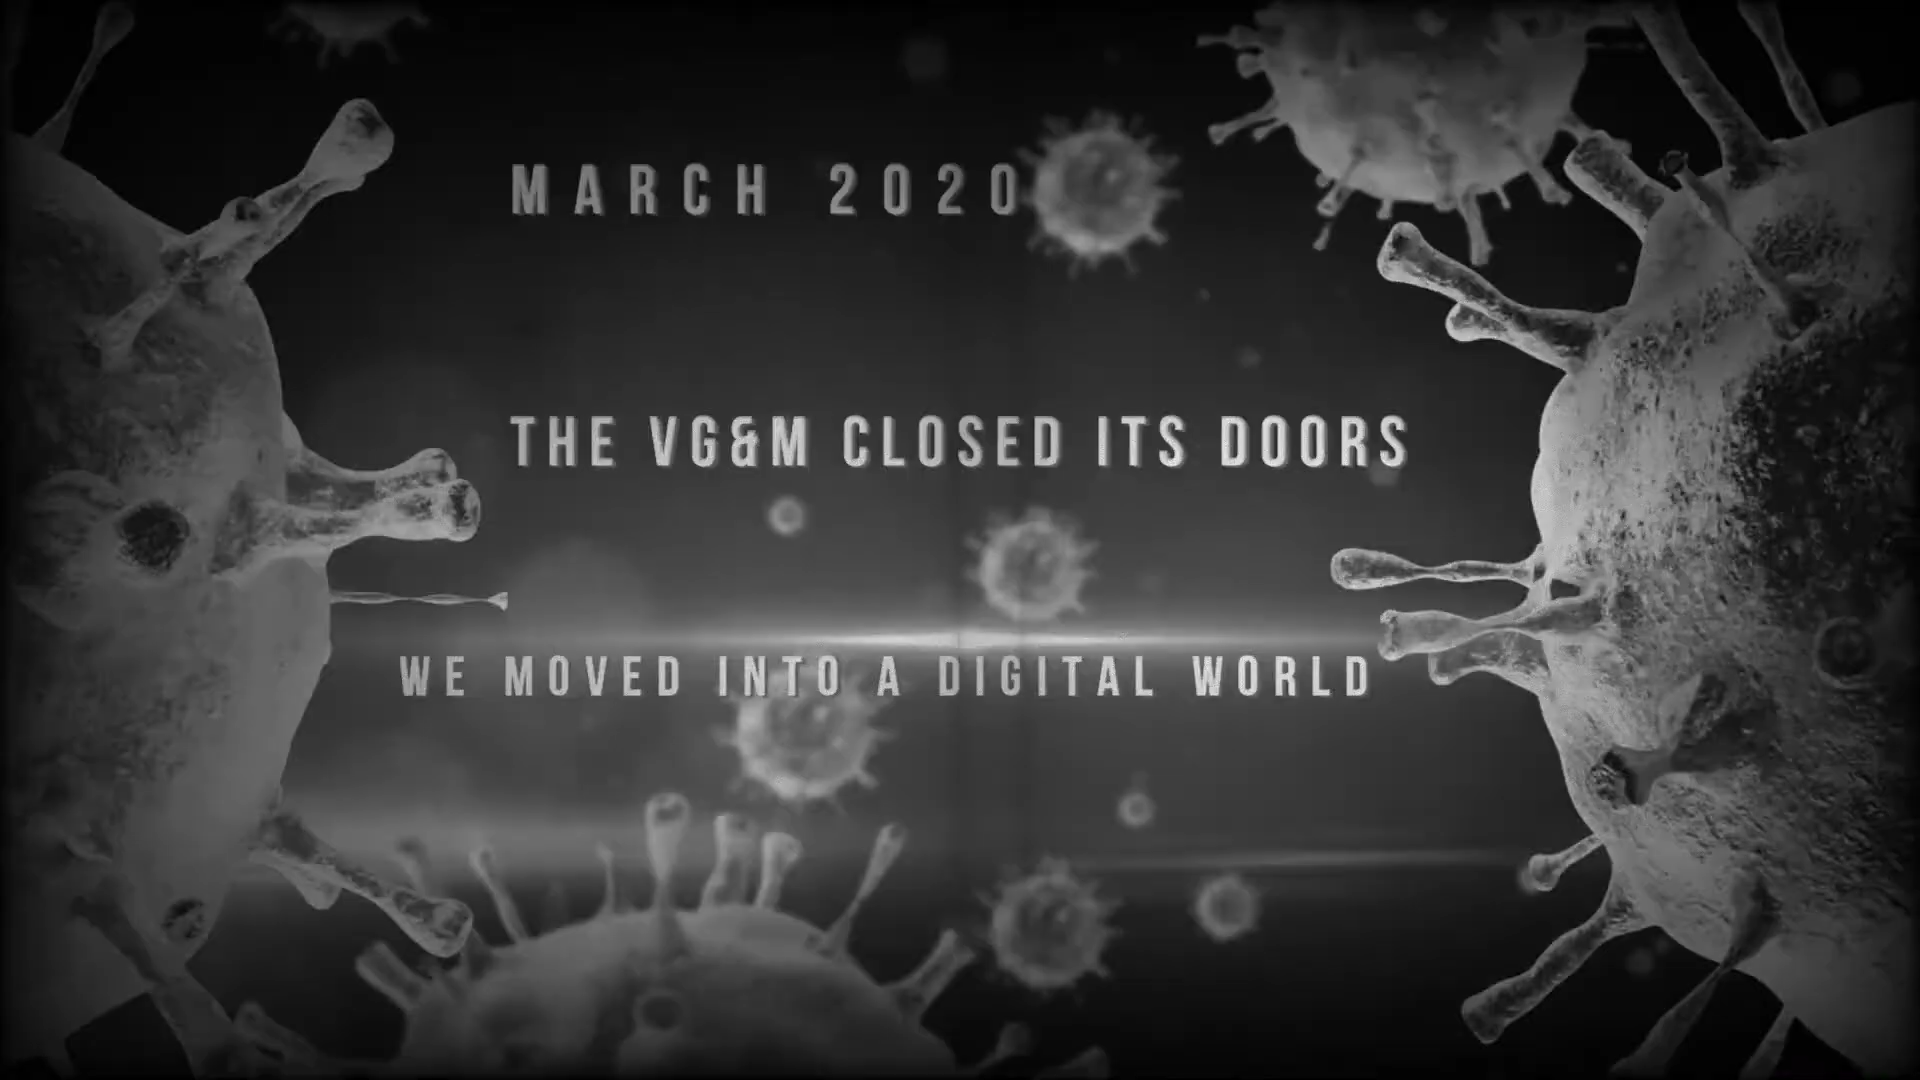 MARCH 2020
THE VG&M CLOSED ITS DOORS
WE MOVED INTO A DIGITAL WORLD